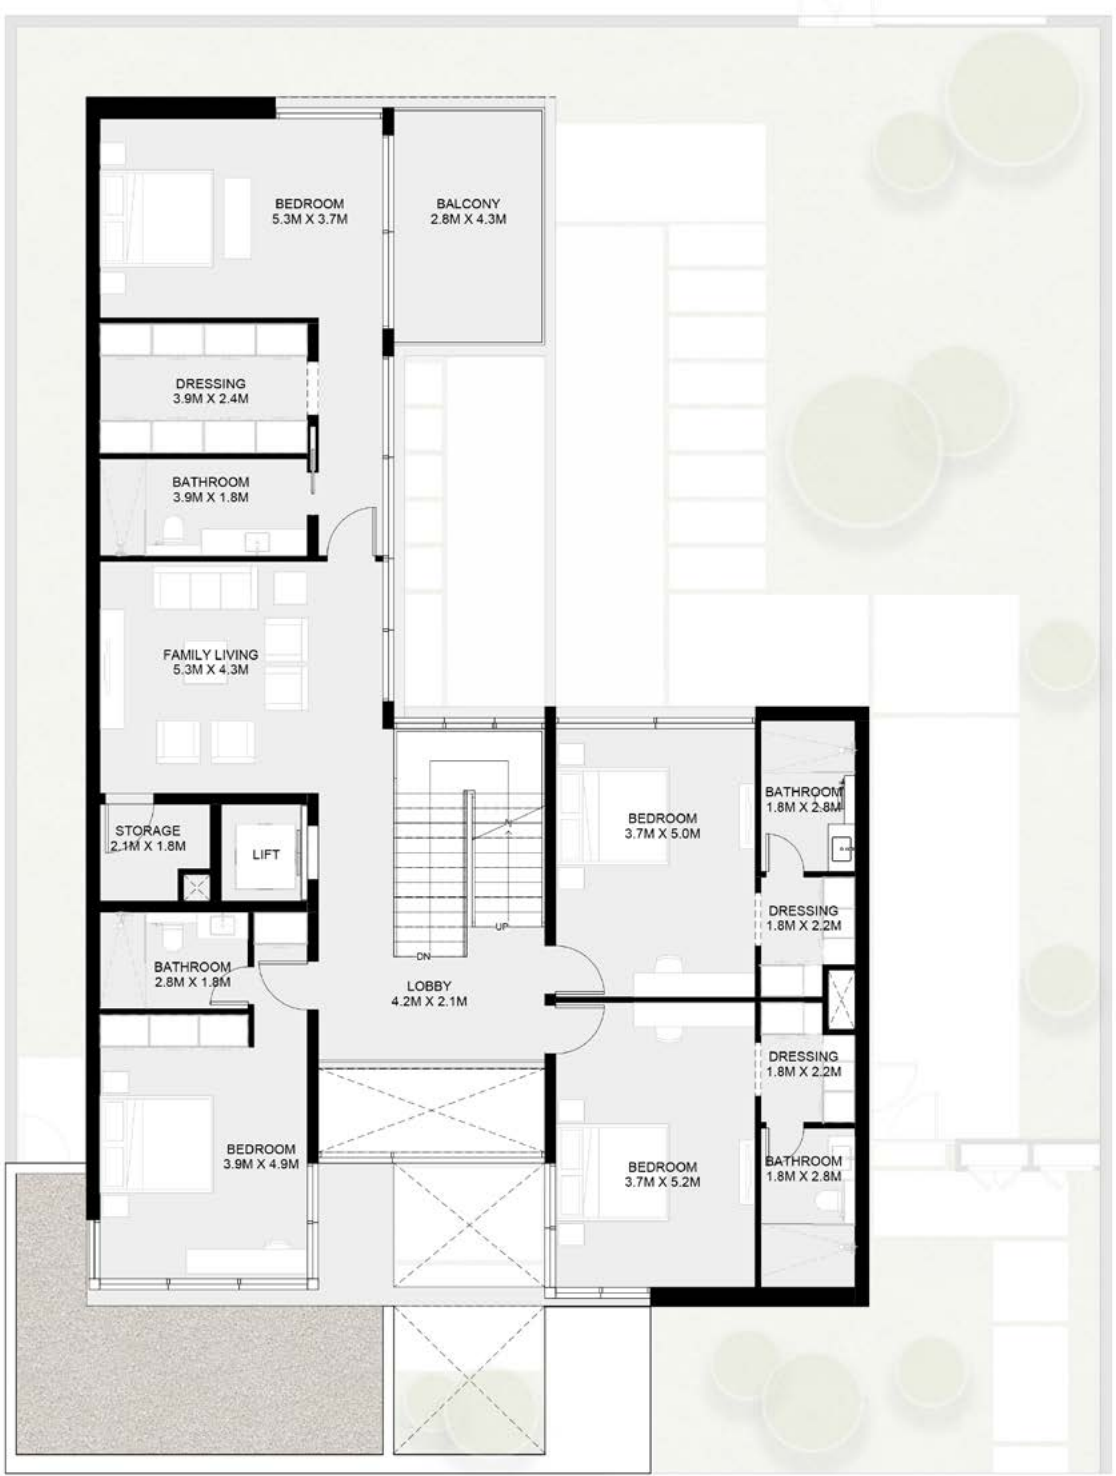 BEDROOM
5.3M X 3.7M
BALCONY
2.8M X 4.3M
DRESSING
3.9M X 2.4M
BATHROOM
3.9M X 1.8M
FAMILY LIVING
5.3M X 4.3M
STORAGE
2.1M X 1.8M
LIFT
BEDROOM
3.7M X 5.0M
BATHROOM
1.8M X 2.8M
DRESSING
1.8M X 2.2M
UP
DN
BATHROOM
2.8M X 1.8M
LOBBY
4.2M X 2.1M
DRESSING
1.8M X 2.2M
BEDROOM
3.9M X 4.9M
BEDROOM
3.7M X 5.2M
BATHROOM
1.8M X 2.8M